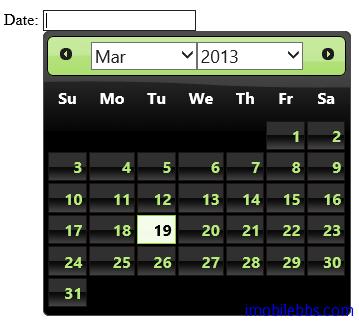 Date:
Mar 2013
Su Mo Tu We Th Fr Sa
1 2
3 4 5 6 7 8 9
10 11 12 13 14 15 16
17 18 19 20 21 22 23
24 25 26 27 28 29 30
31
imobilebbs.com